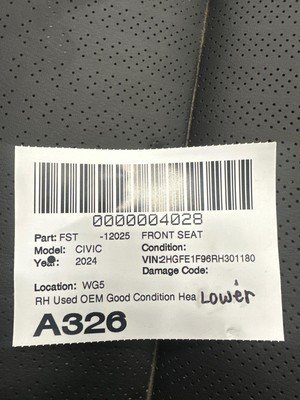 0000004028
Part: FST -12025 FRONT SEAT
Model: CIVIC Condition:
Year: 2024 VIN:2HGFE1F96RH301180
Damage Code:
Location: WG5
RH Used OEM Good Condition Hea Lower
A326